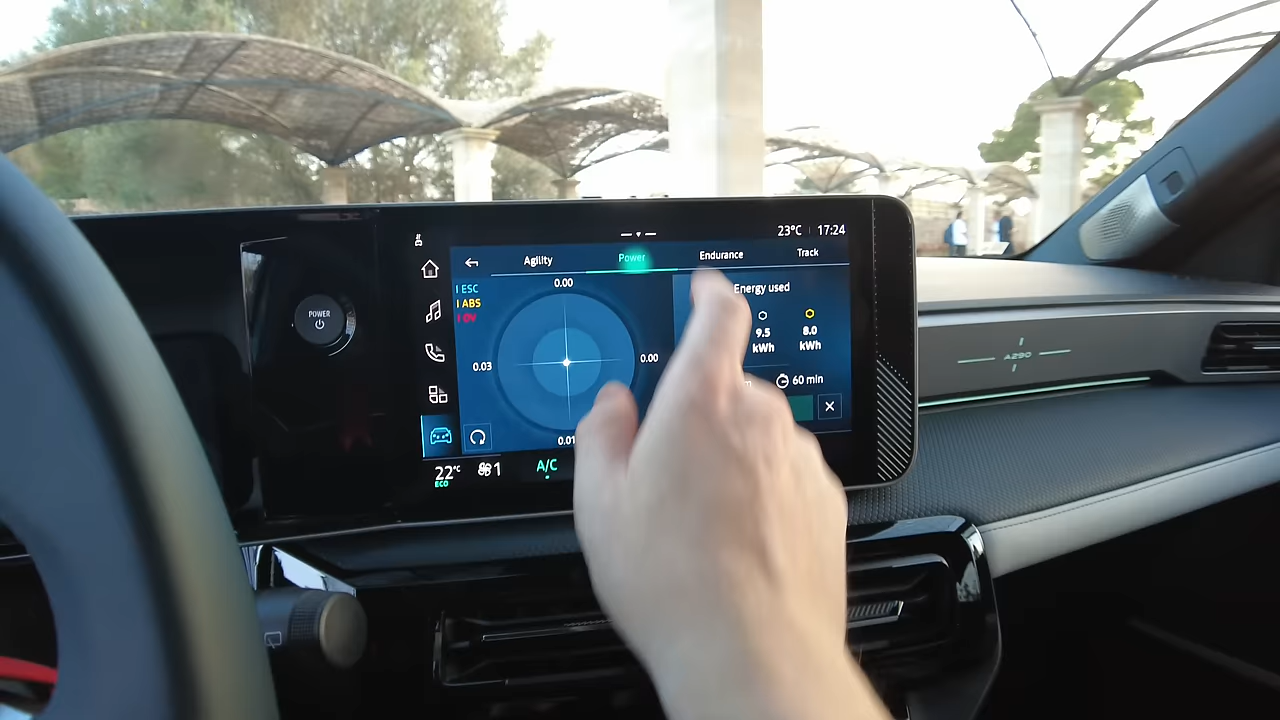 23°C 17:24
Agility Power Endurance Track
ESC
ABS
OV
0.00
0.03
0.00
0.01
Energy used
9.5 8.0
kWh kWh
60 min
22°C 1 A/C
ECO
POWER
A290